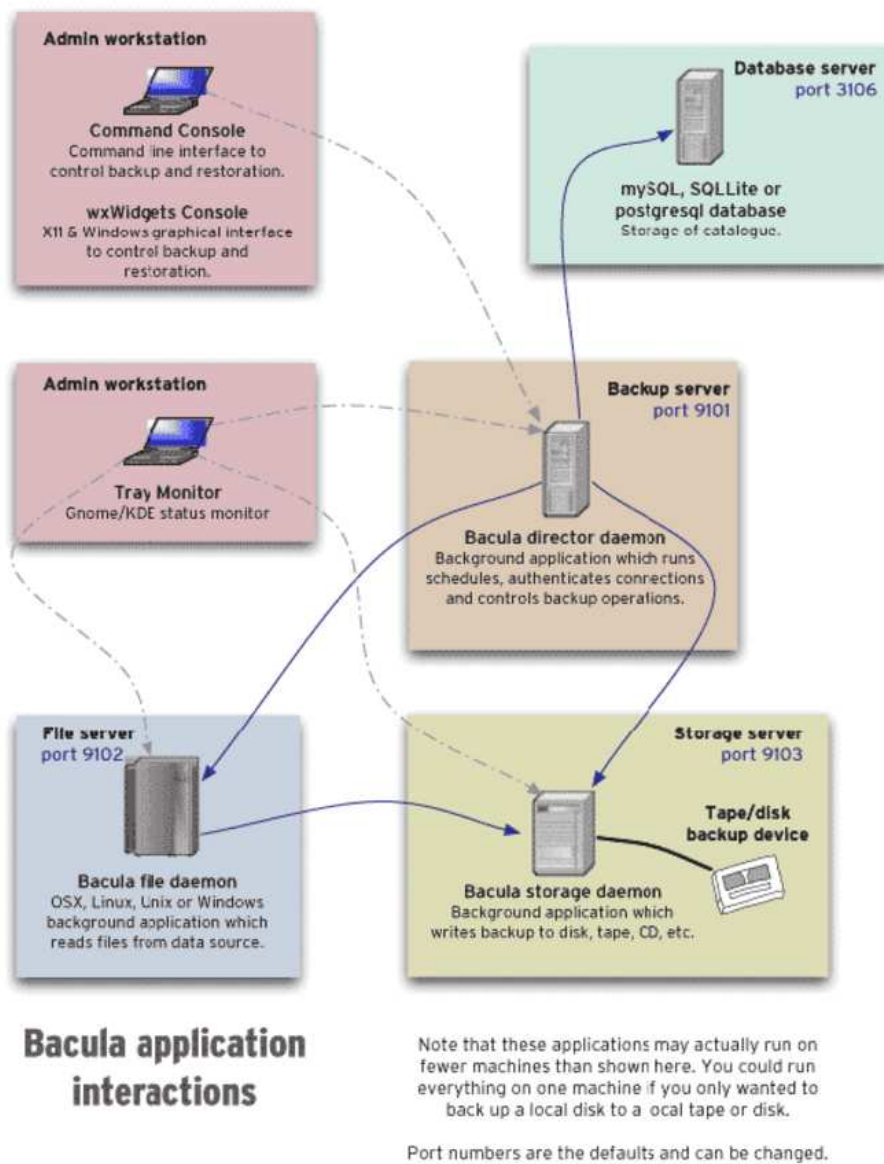 Admin workstation
Command Console
Command line interface to
control backup and restoration.
wxWidgets Console
X11 & Windows graphical interface
to control backup and
restoration.
Database server
port 3106
mySQL, SQLLite or
postgresql database
Storage of catalogue.
Admin workstation
Tray Monitor
Gnome/KDE status monitor
Backup server
port 9101
Bacula director daemon
Background application which runs
schedules, authenticates connections
and controls backup operations.
File server
port 9102
Bacula file daemon
OSX, Linux, Unix or Windows
background application which
reads files from data source.
Storage server
port 9103
Tape/disk
backup device
Bacula storage daemon
Background application which
writes backup to disk, tape, CD, etc.
Bacula application
interactions
Note that these applications may actually run on
fewer machines than shown here. You could run
everything on one machine if you only wanted to
back up a local disk to a local tape or disk.
Port numbers are the defaults and can be changed.